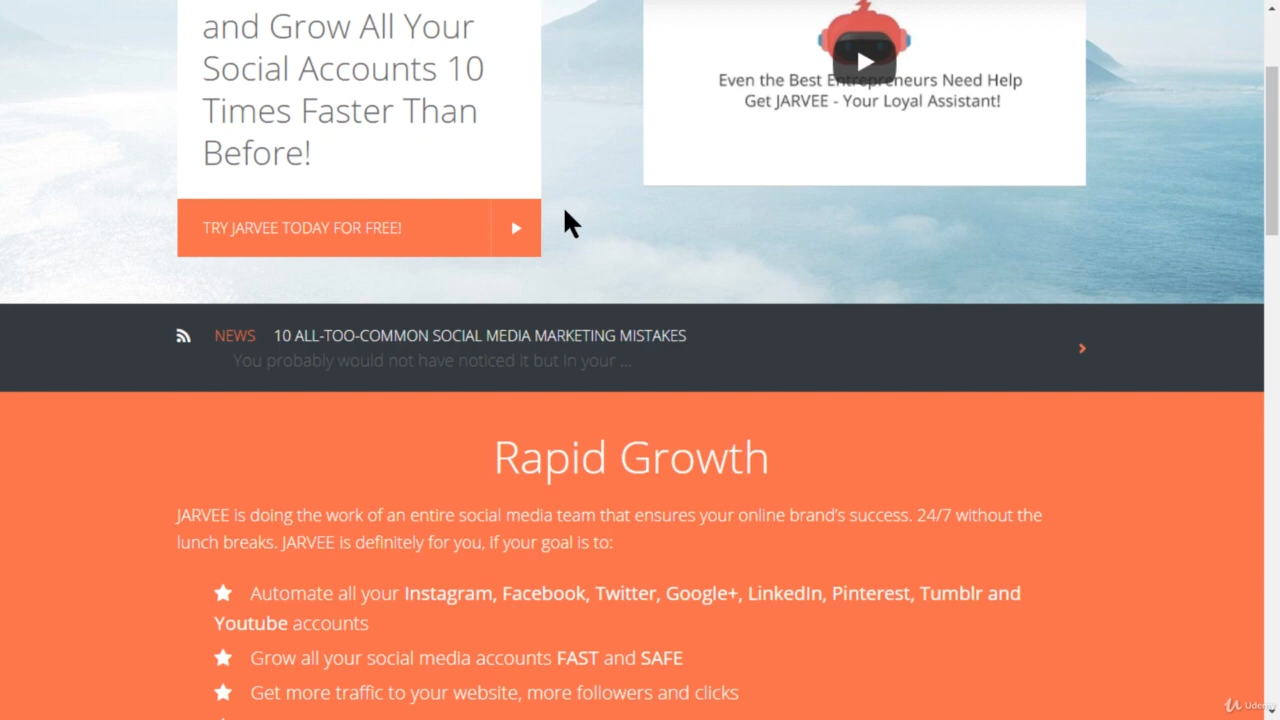 and Grow All Your
Social Accounts 10
Times Faster Than
Before!
TRY JARVEE TODAY FOR FREE!
Even the Best Entrepreneurs Need Help
Get JARVEE - Your Loyal Assistant!
NEWS 10 ALL-TOO-COMMON SOCIAL MEDIA MARKETING MISTAKES
You probably would not have noticed it but in your ...
Rapid Growth
JARVEE is doing the work of an entire social media team that ensures your online brand’s success. 24/7 without the
lunch breaks. JARVEE is definitely for you, if your goal is to:
Automate all your Instagram, Facebook, Twitter, Google+, LinkedIn, Pinterest, Tumblr and
Youtube accounts
Grow all your social media accounts FAST and SAFE
Get more traffic to your website, more followers and clicks
Udemy